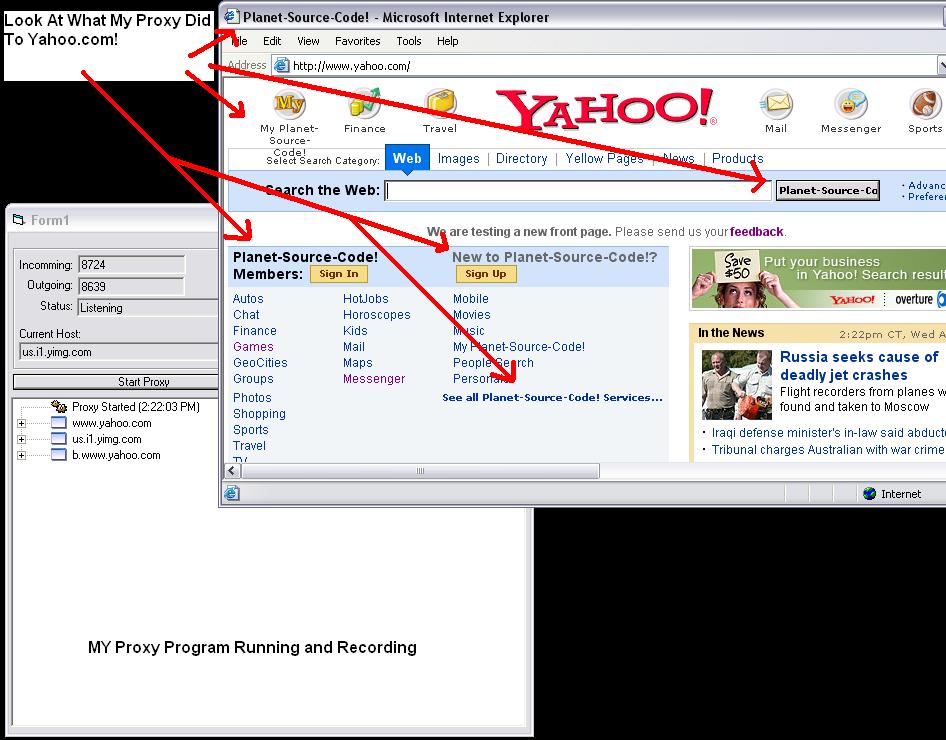 Look At What My Proxy Did
To Yahoo.com!
Planet-Source-Code! - Microsoft Internet Explorer
File Edit View Favorites Tools Help
Address http://www.yahoo.com/
My
YAHOO!
My Planet-
Source-
Code!
Finance
Travel
Mail
Messenger
Sports
Select Search Category:
Web Images | Directory | Yellow Pages | News | Products
Search the Web:
Planet-Source-Co
· Advanc
· Preferen
We are testing a new front page. Please send us your feedback.
Planet-Source-Code!
Members: Sign In
New to Planet-Source-Code!?
Sign Up
Autos HotJobs Mobile
Chat Horoscopes Movies
Finance Kids Music
Games Mail My Planet-Source-Code!
GeoCities Maps People Search
Groups Messenger Personals
Photos
See all Planet-Source-Code! Services...
Shopping
Sports
Travel
TV
Save
$50
Put your business
in Yahoo! Search result
YAHOO! overture
In the News
2:22pm CT, Wed A
Russia seeks cause of
deadly jet crashes
Flight recorders from planes w
found and taken to Moscow
· Iraqi defense minister's in-law said abducte
· Tribunal charges Australian with war crime
Internet
Form1
Incomming: 8724
Outgoing: 8639
Status: Listening
Current Host:
us.i1.yimg.com
Start Proxy
Proxy Started (2:22:03 PM)
www.yahoo.com
us.i1.yimg.com
b.www.yahoo.com
MY Proxy Program Running and Recording